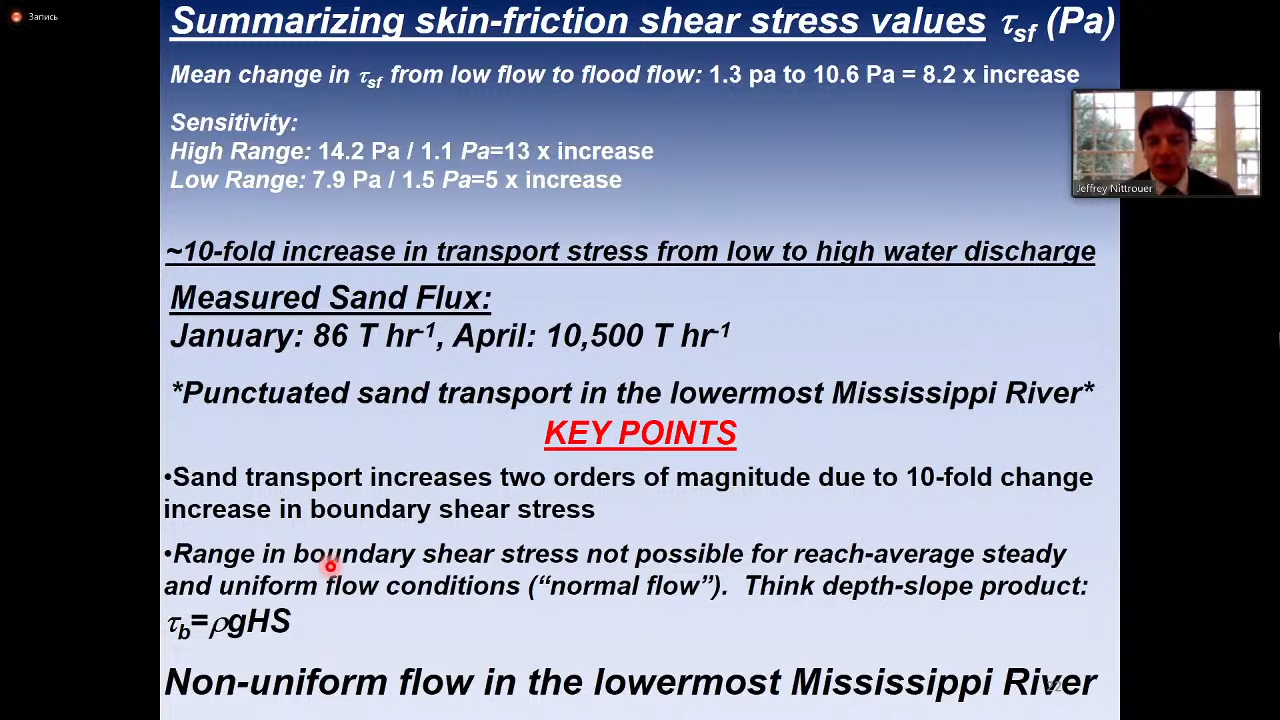 Запись
Summarizing skin-friction shear stress values τsf (Pa)
Mean change in τsf from low flow to flood flow: 1.3 pa to 10.6 Pa = 8.2 x increase
Sensitivity:
High Range: 14.2 Pa / 1.1 Pa=13 x increase
Low Range: 7.9 Pa / 1.5 Pa=5 x increase
Jeffrey Nittrouer
~10-fold increase in transport stress from low to high water discharge
Measured Sand Flux:
January: 86 T hr-1, April: 10,500 T hr-1
*Punctuated sand transport in the lowermost Mississippi River*
KEY POINTS
•Sand transport increases two orders of magnitude due to 10-fold change
increase in boundary shear stress
•Range in boundary shear stress not possible for reach-average steady
and uniform flow conditions (“normal flow”). Think depth-slope product:
τb=ρgHS
Non-uniform flow in the lowermost Mississippi River
22